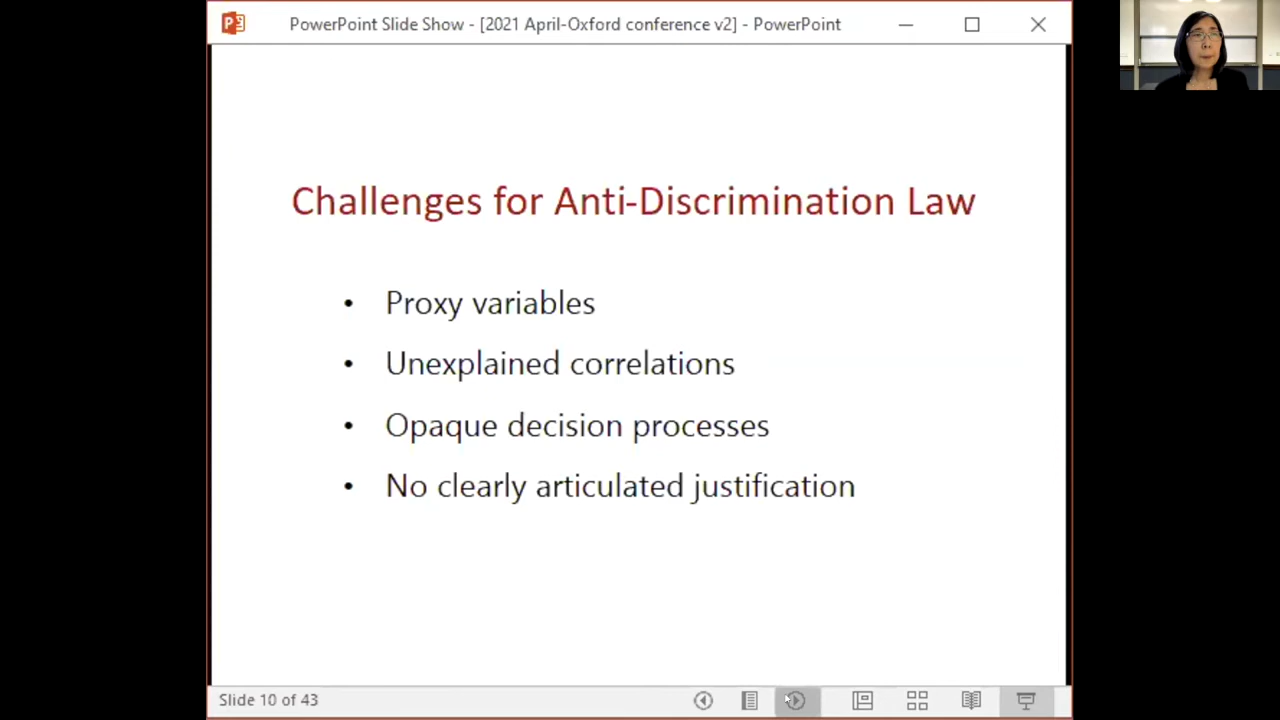 PowerPoint Slide Show - [2021 April-Oxford conference v2] - PowerPoint
Challenges for Anti-Discrimination Law
• Proxy variables
• Unexplained correlations
• Opaque decision processes
• No clearly articulated justification
Slide 10 of 43